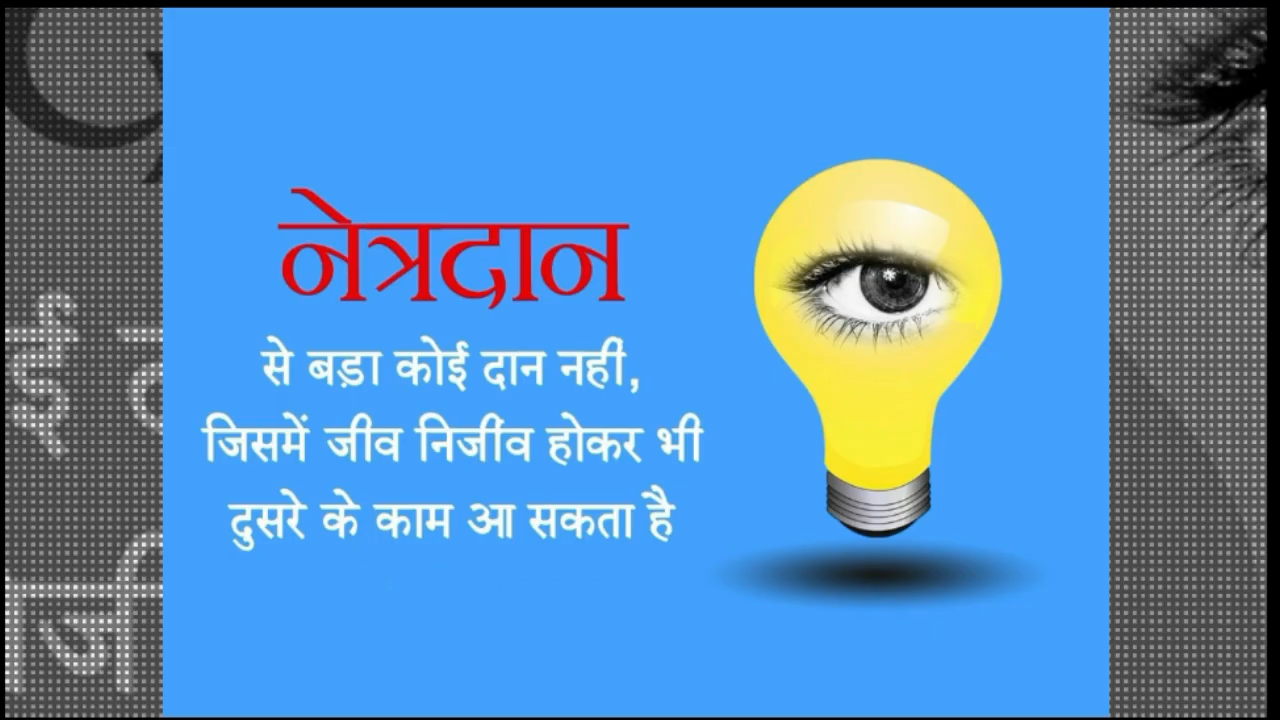 नेत्रदान
से बड़ा कोई दान नहीं,
जिसमें जीव निर्जीव होकर भी
दुसरे के काम आ सकता है